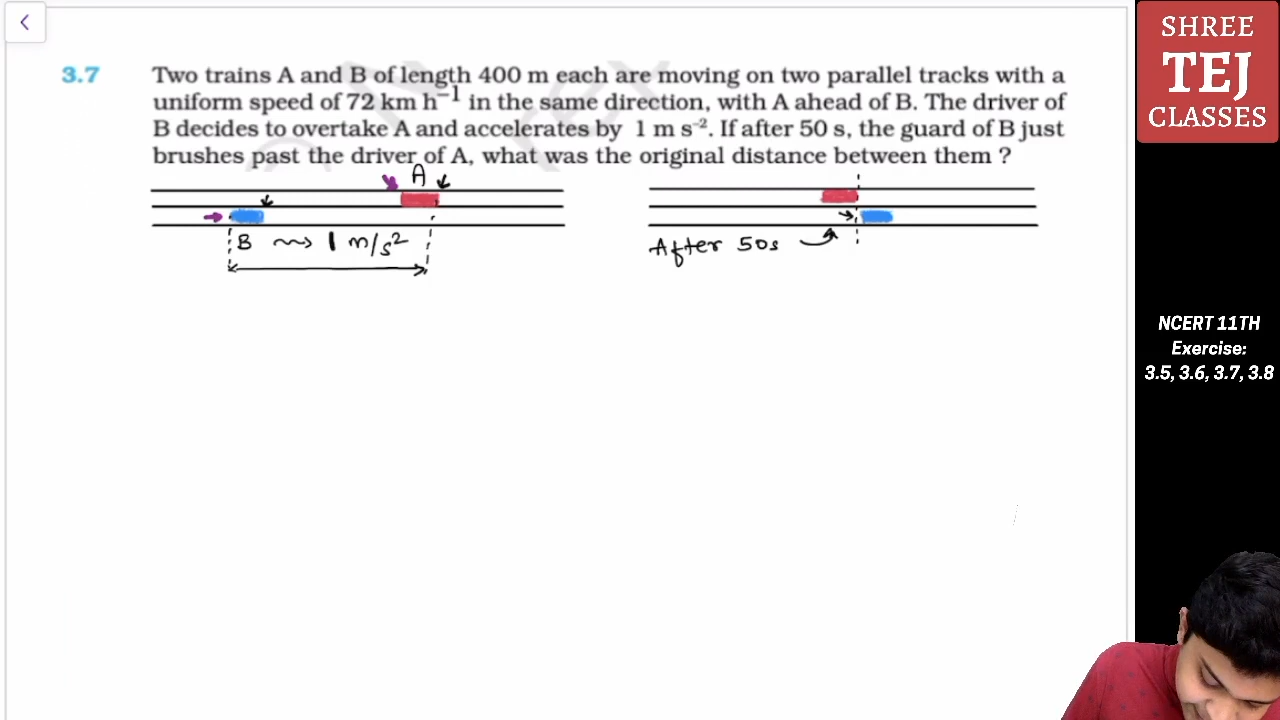 3.7 Two trains A and B of length 400 m each are moving on two parallel tracks with a
uniform speed of 72 km h⁻¹ in the same direction, with A ahead of B. The driver of
B decides to overtake A and accelerates by 1 m s⁻². If after 50 s, the guard of B just
brushes past the driver of A, what was the original distance between them ?
A
B ⇝ 1 m/s²
After 50s
SHREE
TEJ
CLASSES
NCERT 11TH
Exercise:
3.5, 3.6, 3.7, 3.8